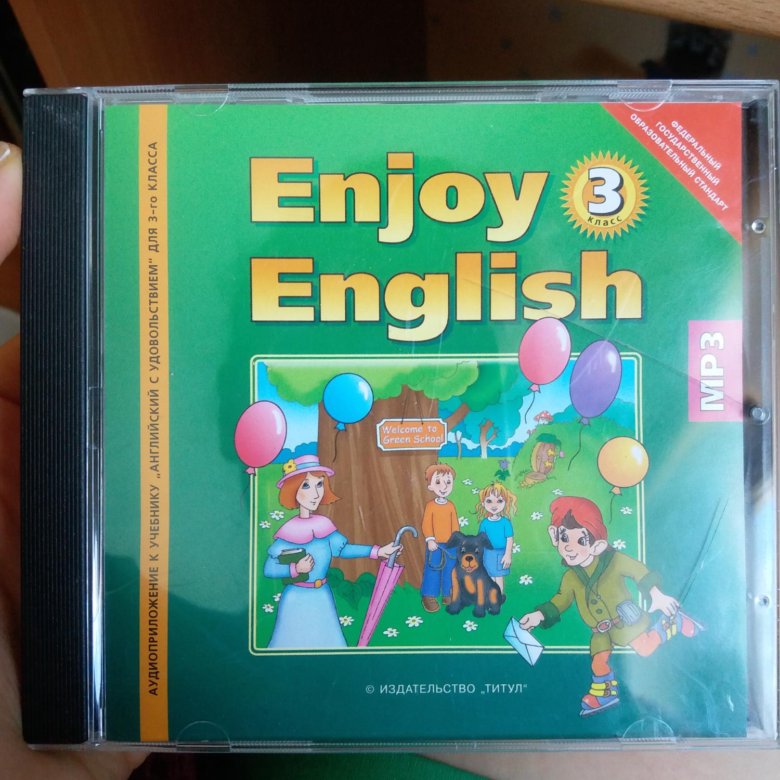 АУДИОПРИЛОЖЕНИЕ К УЧЕБНИКУ „АНГЛИЙСКИЙ С УДОВОЛЬСТВИЕМ" ДЛЯ 3-го КЛАССА
Enjoy
English
3
класс
ФЕДЕРАЛЬНЫЙ
ГОСУДАРСТВЕННЫЙ
ОБРАЗОВАТЕЛЬНЫЙ СТАНДАРТ
MP3
Welcome to
Green School
© ИЗДАТЕЛЬСТВО „ТИТУЛ"